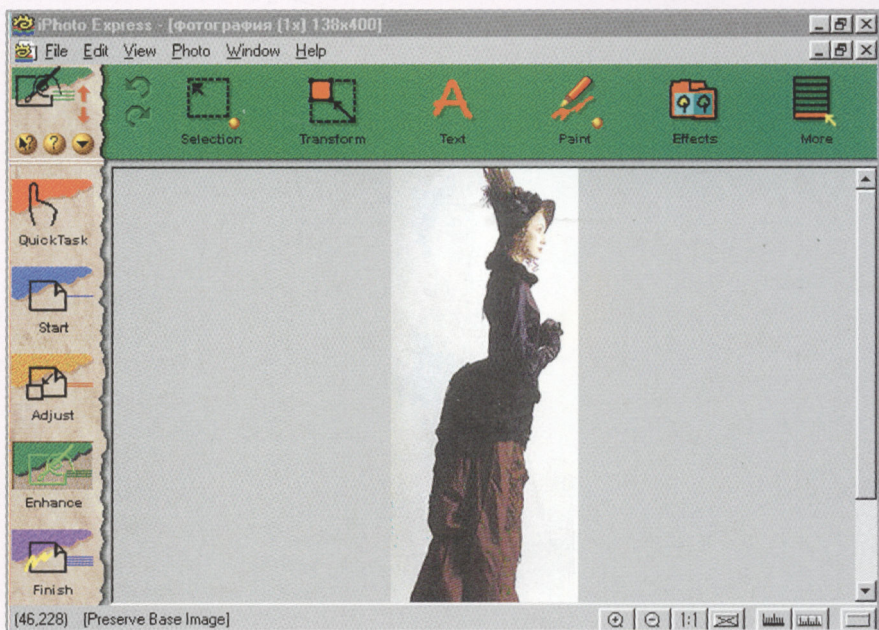 iPhoto Express - [фотография (1x) 138x400]
File Edit View Photo Window Help
Selection Transform Text Paint Effects More
QuickTask
Start
Adjust
Enhance
Finish
(46,228) [Preserve Base Image]
1:1